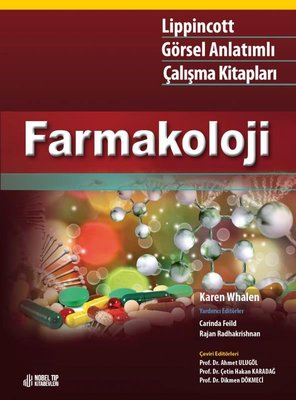 Lippincott
Görsel Anlatımlı
Çalışma Kitapları
Farmakoloji
Karen Whalen
Yardımcı Editörler
Carinda Feild
Rajan Radhakrishnan
Çeviri Editörleri
Prof. Dr. Ahmet Ulugöl
Prof. Dr. Çetin Hakan Karadağ
Prof. Dr. Dikmen Dökmeci
NOBEL TIP
KİTABEVLERİ